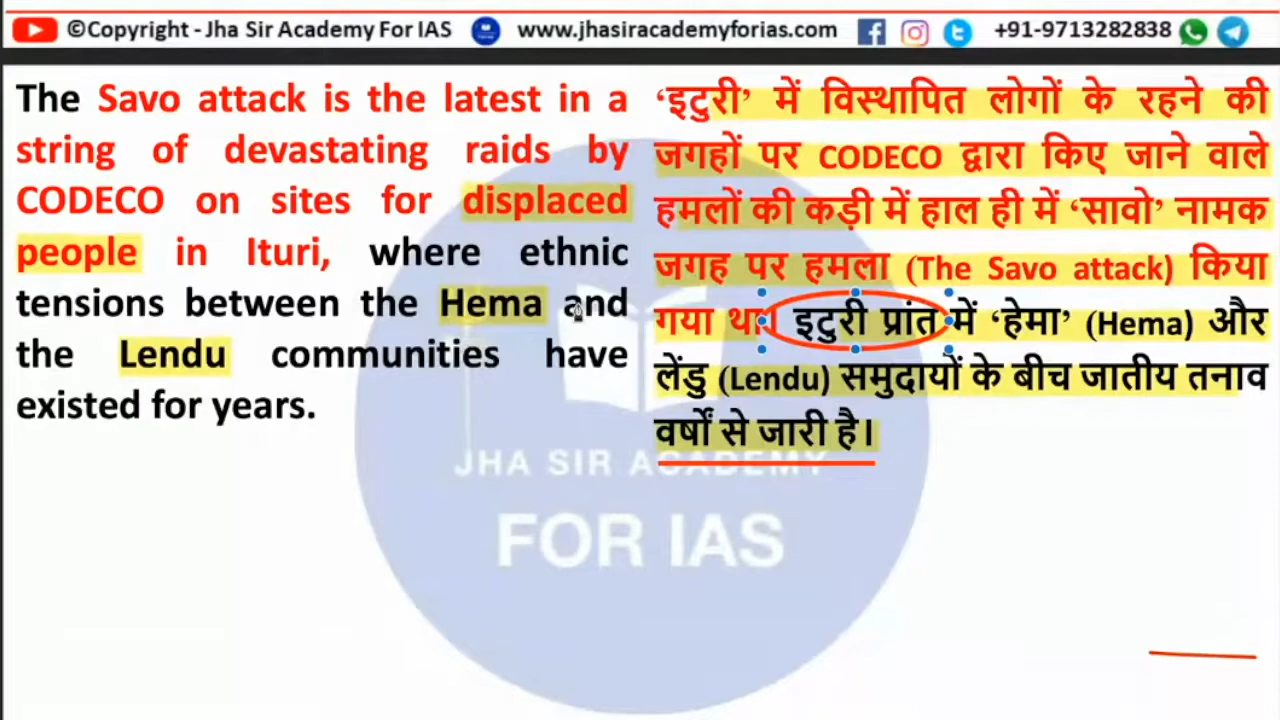 ©Copyright - Jha Sir Academy For IAS www.jhasiracademyforias.com +91-9713282838
The Savo attack is the latest in a
string of devastating raids by
CODECO on sites for displaced
people in Ituri, where ethnic
tensions between the Hema and
the Lendu communities have
existed for years.
‘इटुरी’ में विस्थापित लोगों के रहने की
जगहों पर CODECO द्वारा किए जाने वाले
हमलों की कड़ी में हाल ही में ‘सावो’ नामक
जगह पर हमला (The Savo attack) किया
गया था। इटुरी प्रांत में ‘हेमा’ (Hema) और
लेंडु (Lendu) समुदायों के बीच जातीय तनाव
वर्षों से जारी है।
JHA SIR ACADEMY
FOR IAS